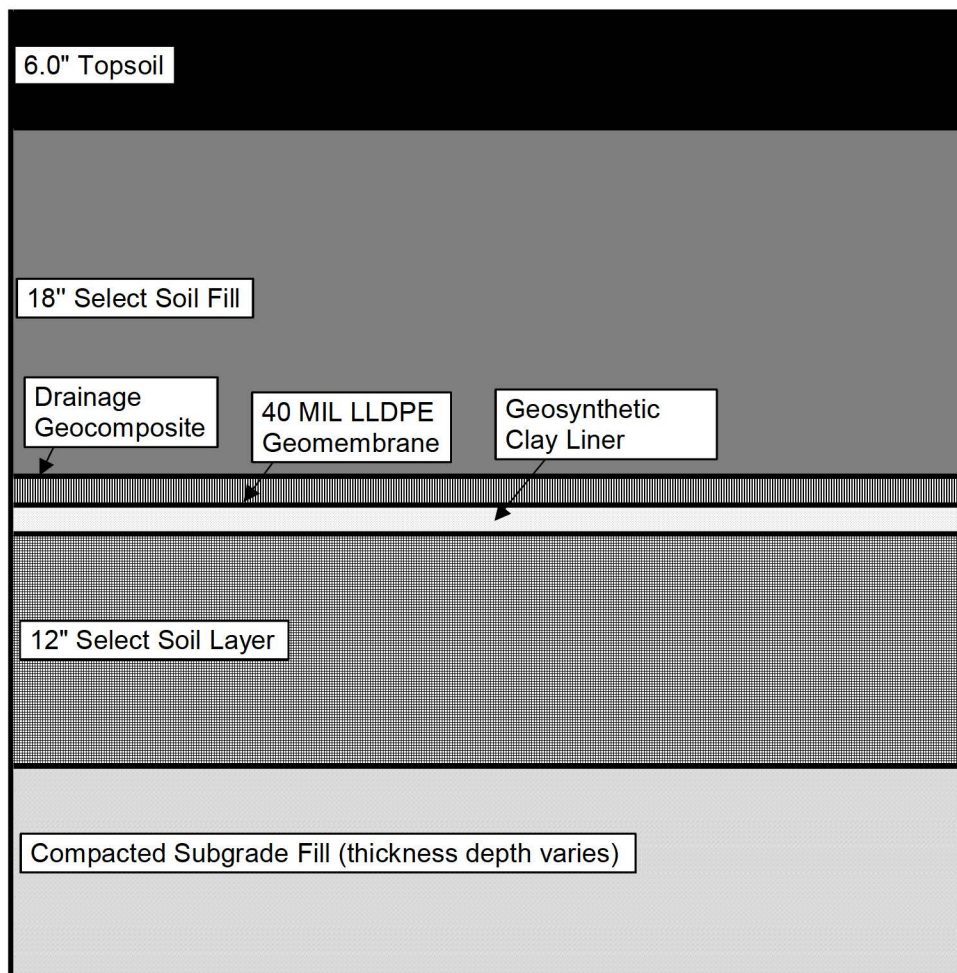 6.0" Topsoil
18" Select Soil Fill
Drainage
Geocomposite
40 MIL LLDPE
Geomembrane
Geosynthetic
Clay Liner
12" Select Soil Layer
Compacted Subgrade Fill (thickness depth varies)